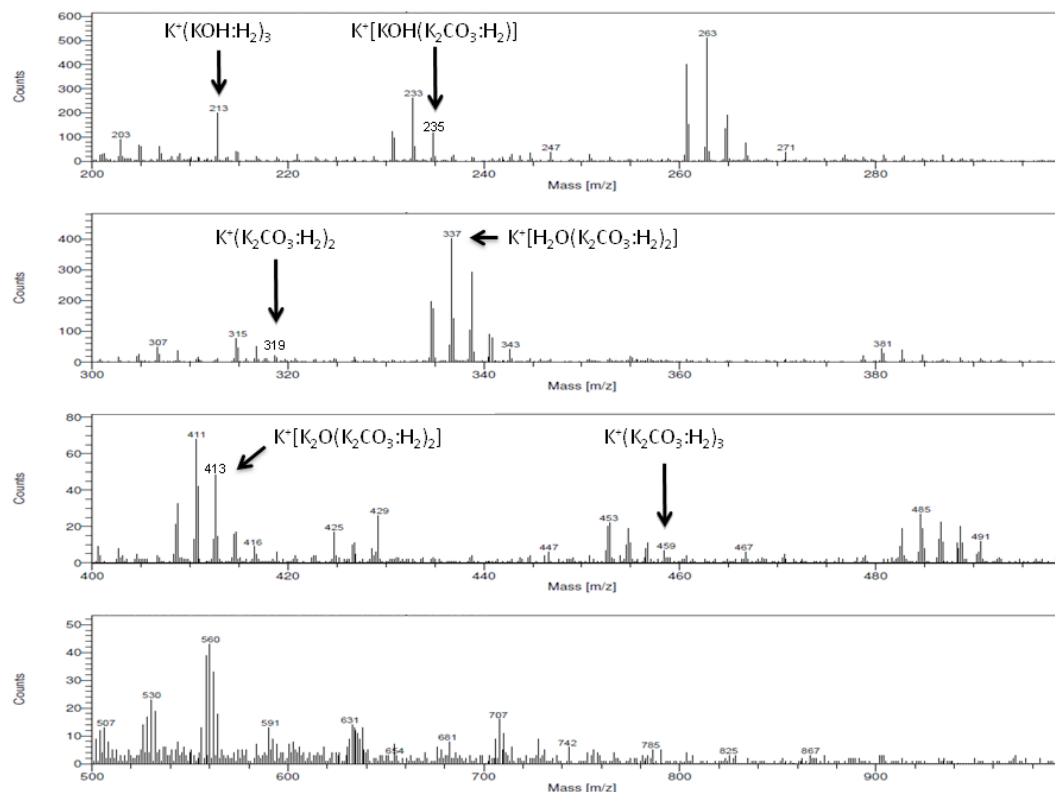 K⁺(KOH:H₂)₃ K⁺[KOH(K₂CO₃:H₂)]
Counts
600
500
400
300
200
100
0
203 213 233 235 247 263 271
200 220 240 260 280
Mass [m/z]
K⁺(K₂CO₃:H₂)₂ K⁺[H₂O(K₂CO₃:H₂)₂]
Counts
400
300
200
100
0
307 315 319 337 343 381
300 320 340 360 380
Mass [m/z]
K⁺[K₂O(K₂CO₃:H₂)₂] K⁺(K₂CO₃:H₂)₃
Counts
80
60
40
20
0
411 413 416 425 429 447 453 459 467 485 491
400 420 440 460 480
Mass [m/z]
Counts
50
40
30
20
10
0
507 530 560 591 631 654 681 707 742 785 825 867
500 600 700 800 900
Mass [m/z]